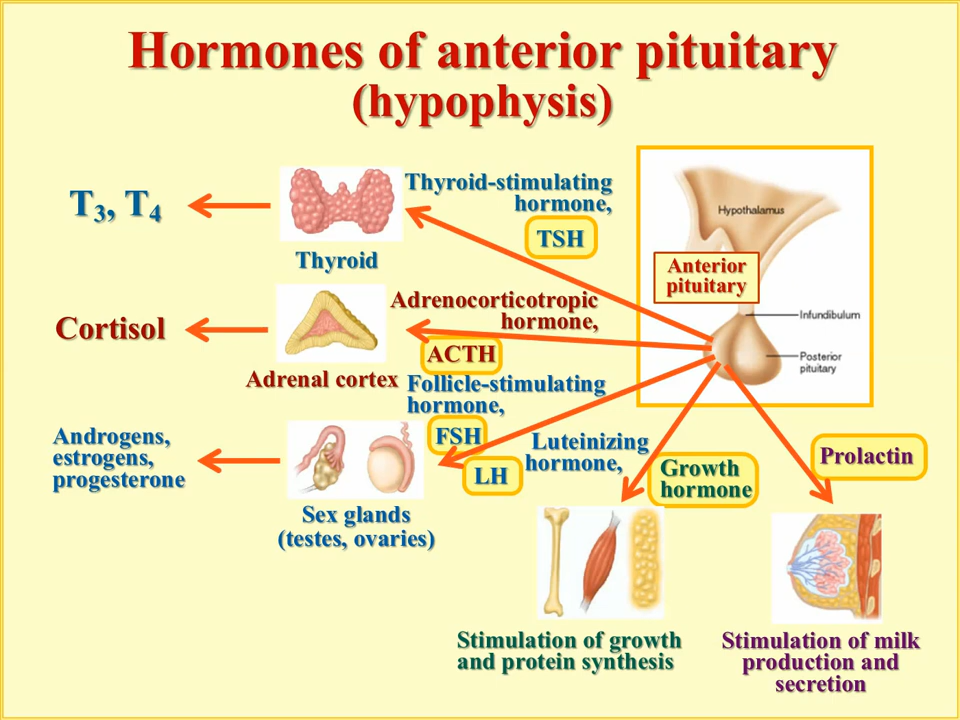 Hormones of anterior pituitary
(hypophysis)
T3, T4
Thyroid
Thyroid-stimulating
hormone,
TSH
Hypothalamus
Anterior
pituitary
Infundibulum
Posterior
pituitary
Cortisol
Adrenal cortex
Adrenocorticotropic
hormone,
ACTH
Follicle-stimulating
hormone,
FSH
Luteinizing
hormone,
LH
Androgens,
estrogens,
progesterone
Sex glands
(testes, ovaries)
Growth
hormone
Prolactin
Stimulation of growth
and protein synthesis
Stimulation of milk
production and
secretion